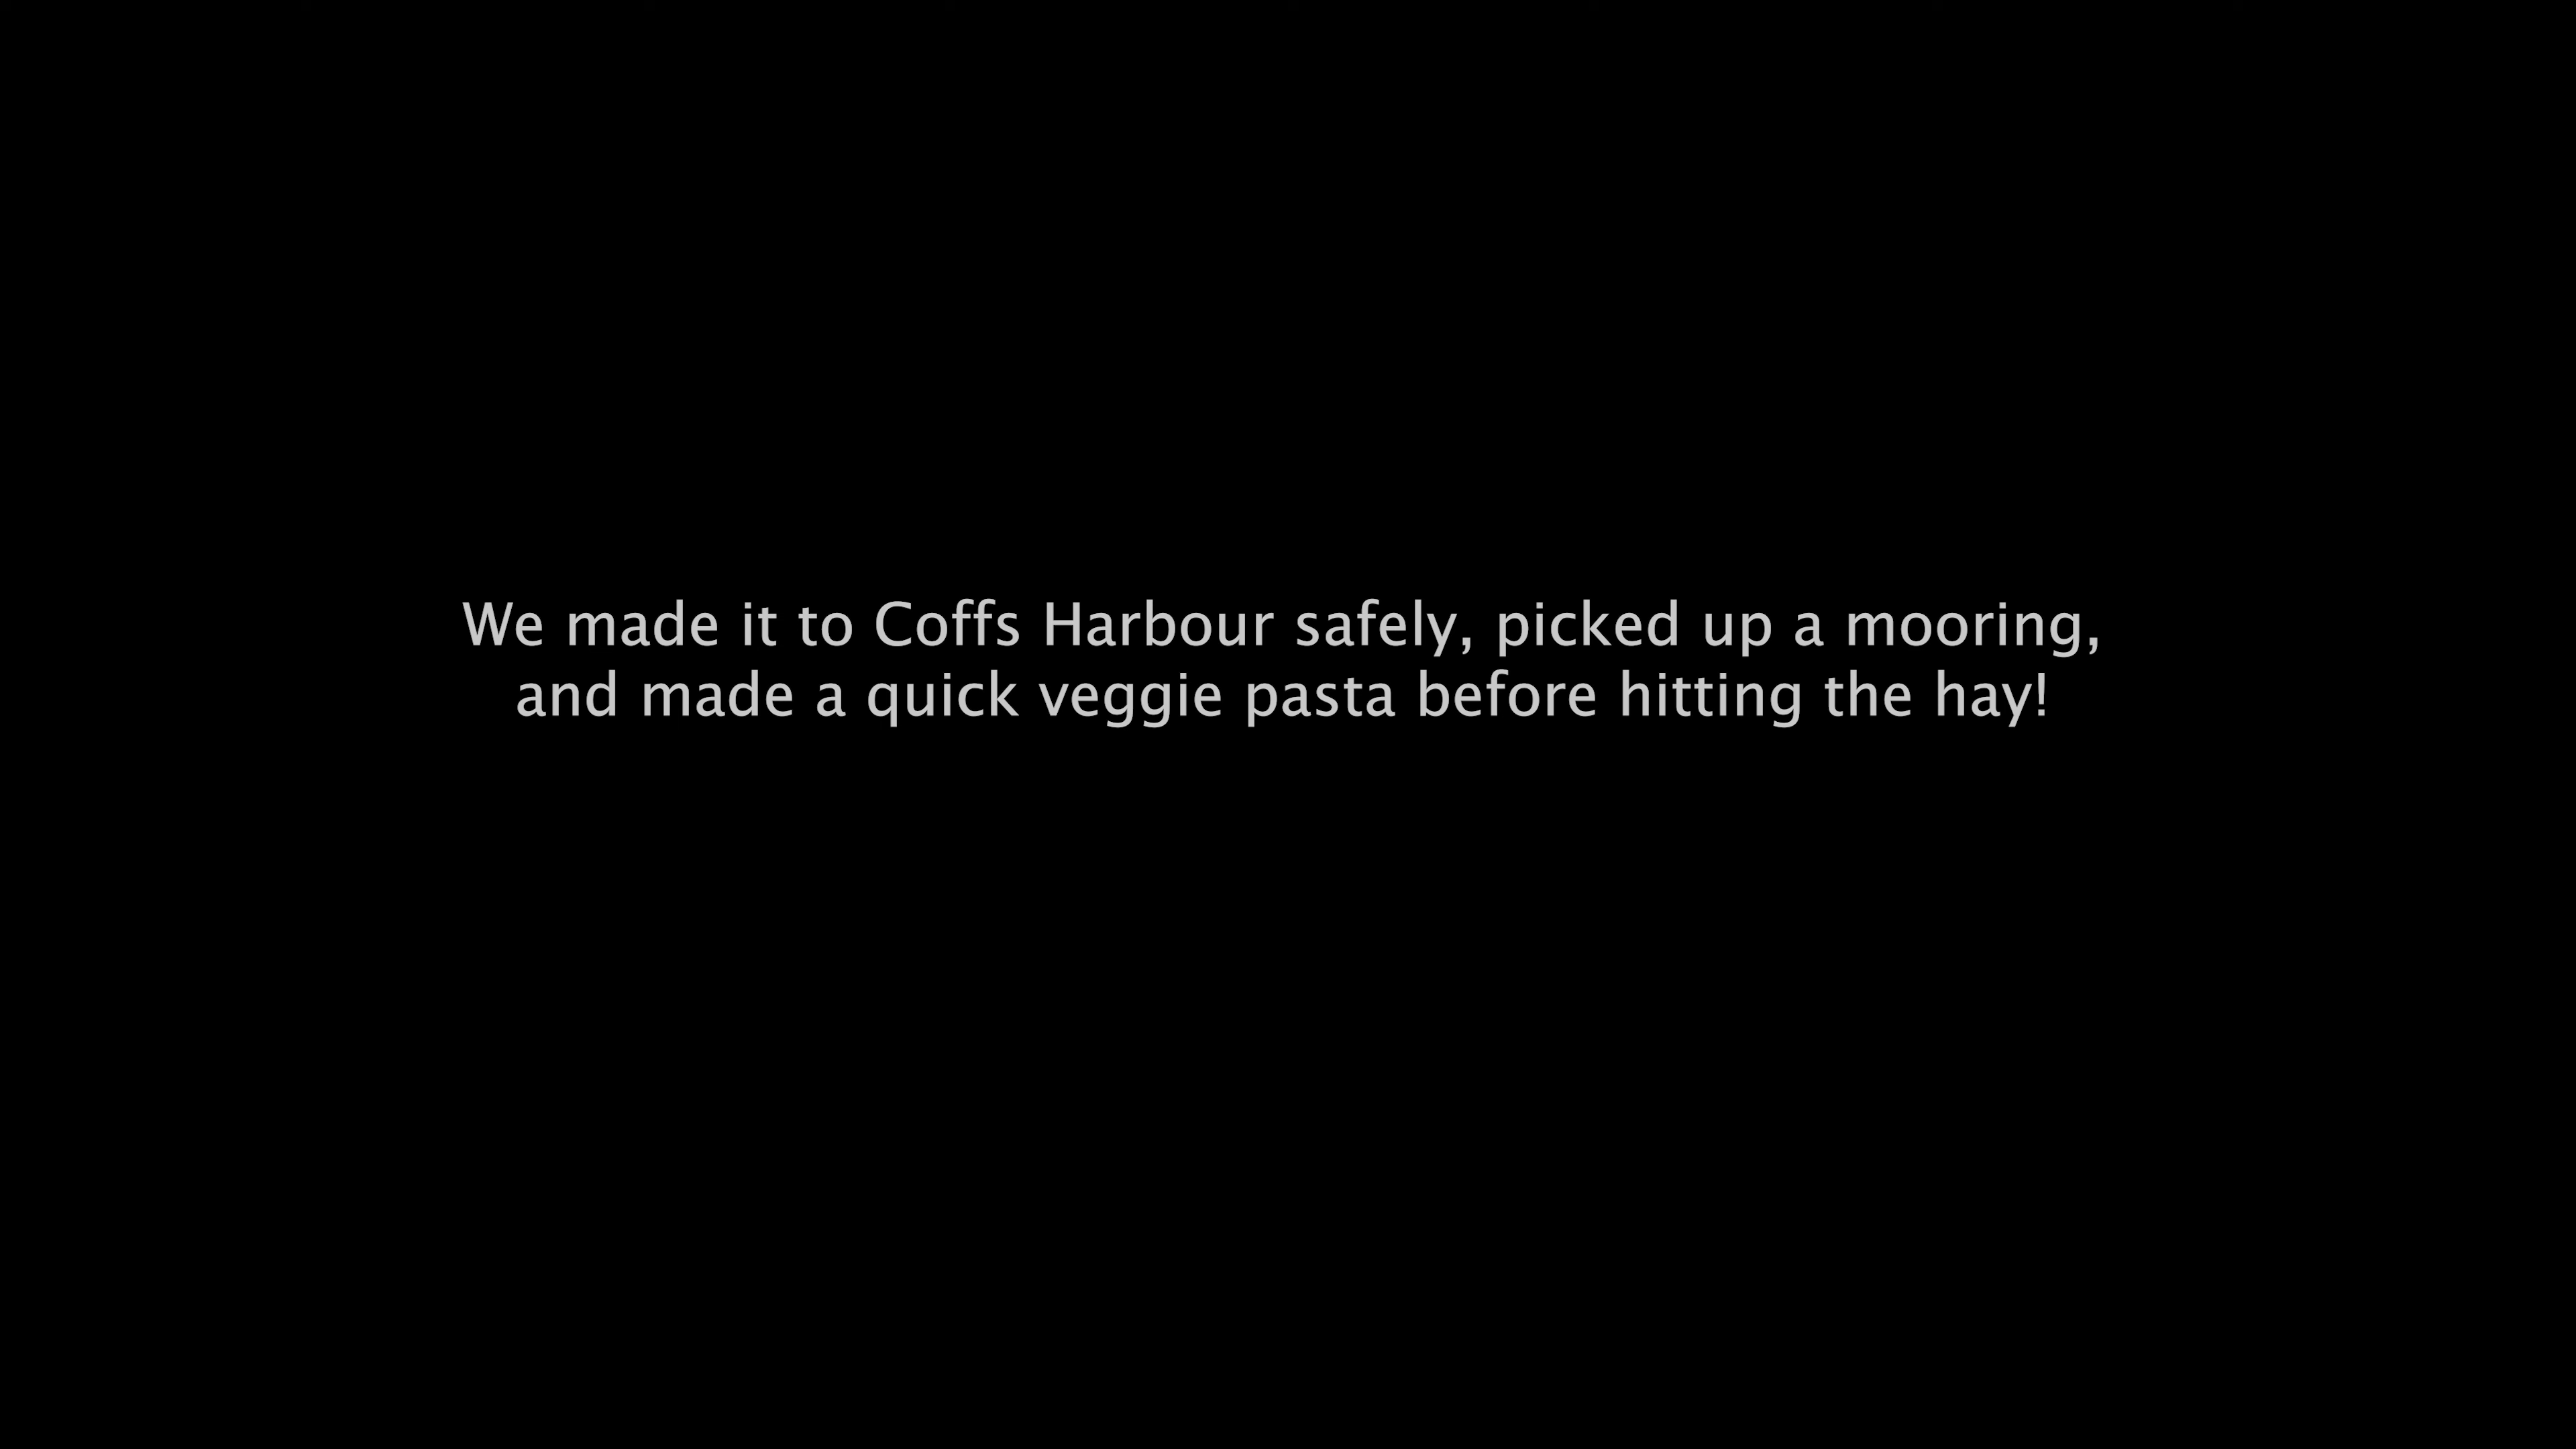 We made it to Coffs Harbour safely, picked up a mooring,
and made a quick veggie pasta before hitting the hay!